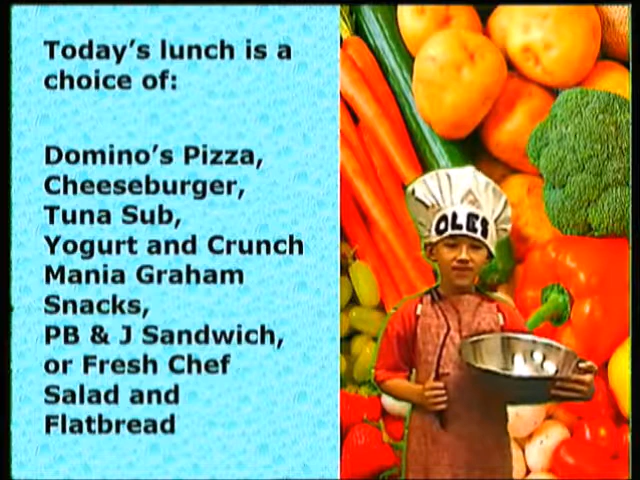 Today's lunch is a
choice of:
Domino's Pizza,
Cheeseburger,
Tuna Sub,
Yogurt and Crunch
Mania Graham
Snacks,
PB & J Sandwich,
or Fresh Chef
Salad and
Flatbread
OLES